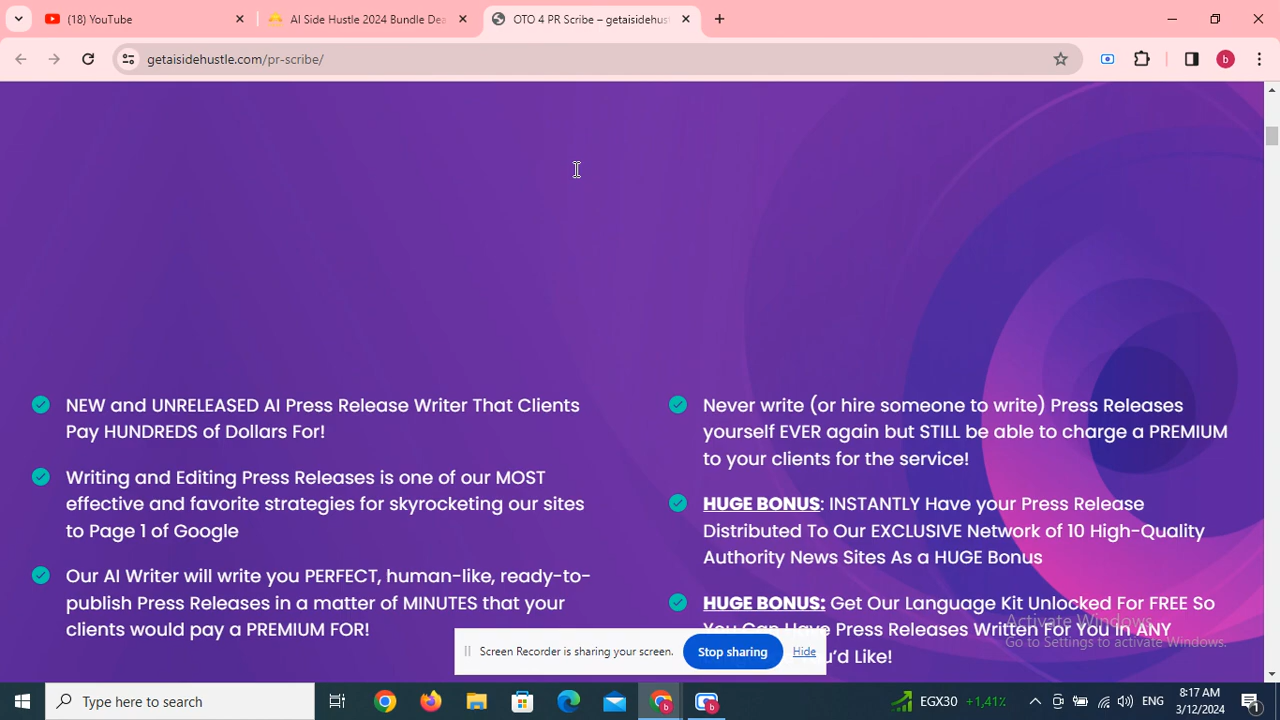 (18) YouTube
AI Side Hustle 2024 Bundle Dea
OTO 4 PR Scribe – getaisidehust
getaisidehustle.com/pr-scribe/
b
NEW and UNRELEASED AI Press Release Writer That Clients
Pay HUNDREDS of Dollars For!
Writing and Editing Press Releases is one of our MOST
effective and favorite strategies for skyrocketing our sites
to Page 1 of Google
Our AI Writer will write you PERFECT, human-like, ready-to-
publish Press Releases in a matter of MINUTES that your
clients would pay a PREMIUM FOR!
Never write (or hire someone to write) Press Releases
yourself EVER again but STILL be able to charge a PREMIUM
to your clients for the service!
HUGE BONUS: INSTANTLY Have your Press Release
Distributed To Our EXCLUSIVE Network of 10 High-Quality
Authority News Sites As a HUGE Bonus
HUGE BONUS: Get Our Language Kit Unlocked For FREE So
You Can Have Press Releases Written For You in ANY
u'd Like!
Activate Windows
Go to Settings to activate Windows.
Screen Recorder is sharing your screen.
Stop sharing
Hide
Type here to search
b
b
EGX30 +1,41%
ENG
8:17 AM
3/12/2024
1